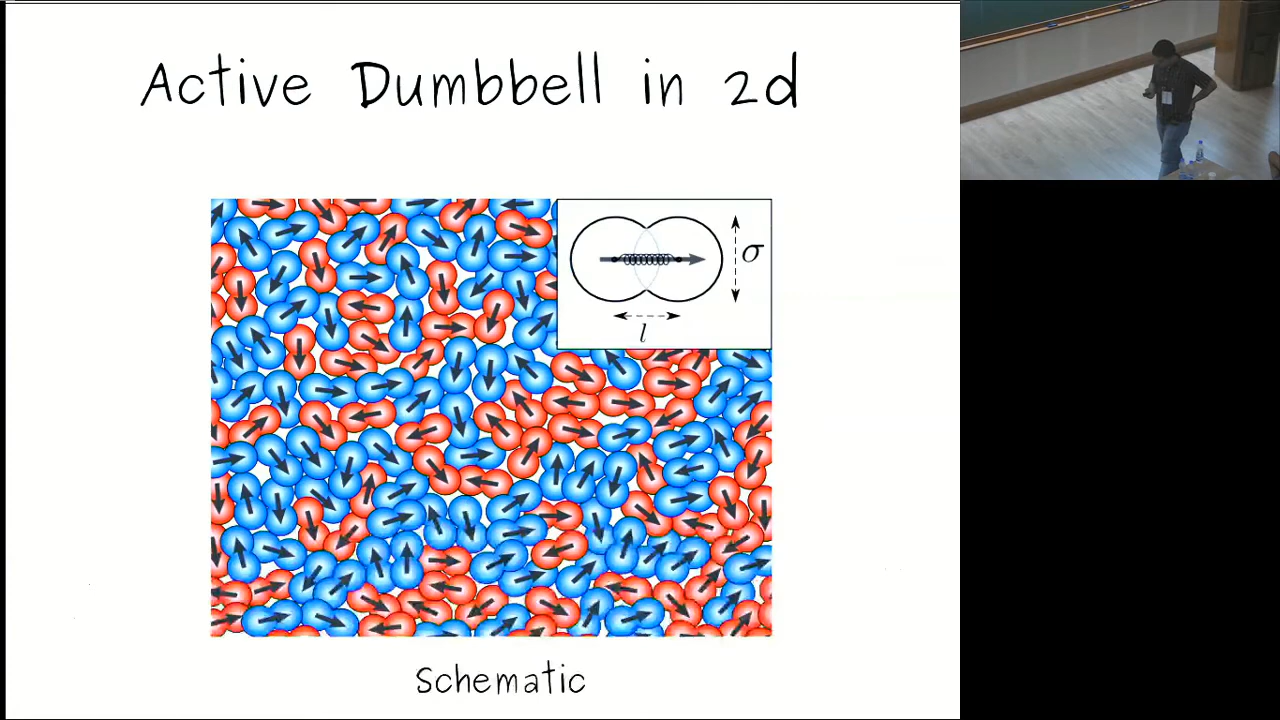 Active Dumbbell in 2d
σ
l
Schematic